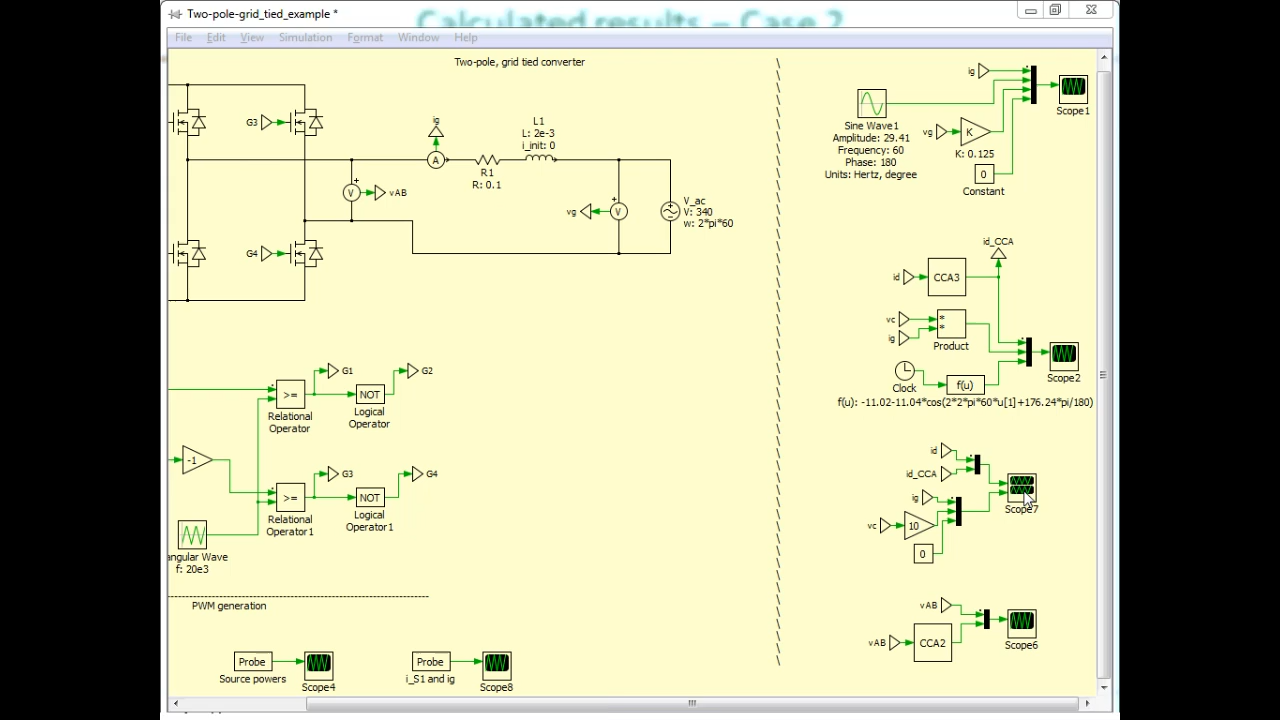 Calculated results – Case 2
Two-pole-grid_tied_example *
File Edit View Simulation Format Window Help
Two-pole, grid tied converter
G3
G4
ig
A
R1
R: 0.1
L1
L: 2e-3
i_init: 0
V
vAB
vg
V
V_ac
V: 340
w: 2*pi*60
ig
Scope1
Sine Wave1
Amplitude: 29.41
Frequency: 60
Phase: 180
Units: Hertz, degree
vg
K
K: 0.125
0
Constant
id_CCA
id
CCA3
vc
ig
*
*
Product
Scope2
Clock
f(u)
f(u): -11.02-11.04*cos(2*2*pi*60*u[1]+176.24*pi/180)
>=
Relational
Operator
G1
NOT
Logical
Operator
G2
-1
>=
Relational
Operator1
G3
NOT
Logical
Operator1
G4
angular Wave
f: 20e3
PWM generation
id
id_CCA
ig
vc
10
0
Scope7
vAB
vAB
CCA2
Scope6
Probe
Source powers
Scope4
Probe
i_S1 and ig
Scope8